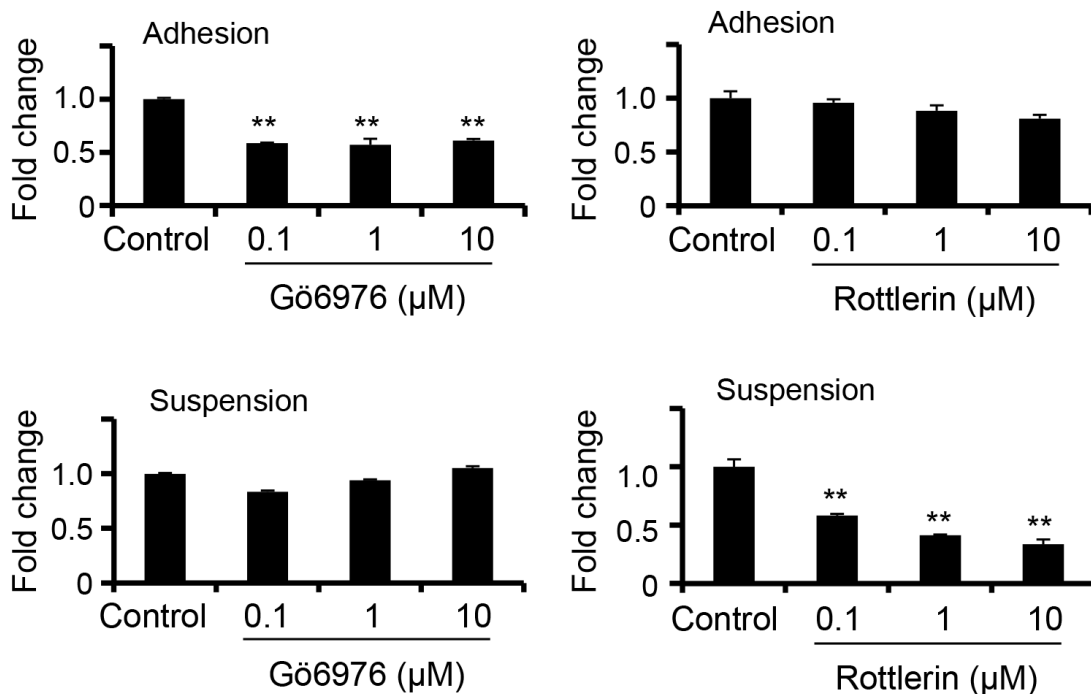 Adhesion
Fold change
1.0
0.5
0
** ** **
Control 0.1 1 10
Gö6976 (µM)
Adhesion
Fold change
1.0
0.5
0
Control 0.1 1 10
Rottlerin (µM)
Suspension
Fold change
1.0
0.5
0
Control 0.1 1 10
Gö6976 (µM)
Suspension
Fold change
1.0
0.5
0
** ** **
Control 0.1 1 10
Rottlerin (µM)